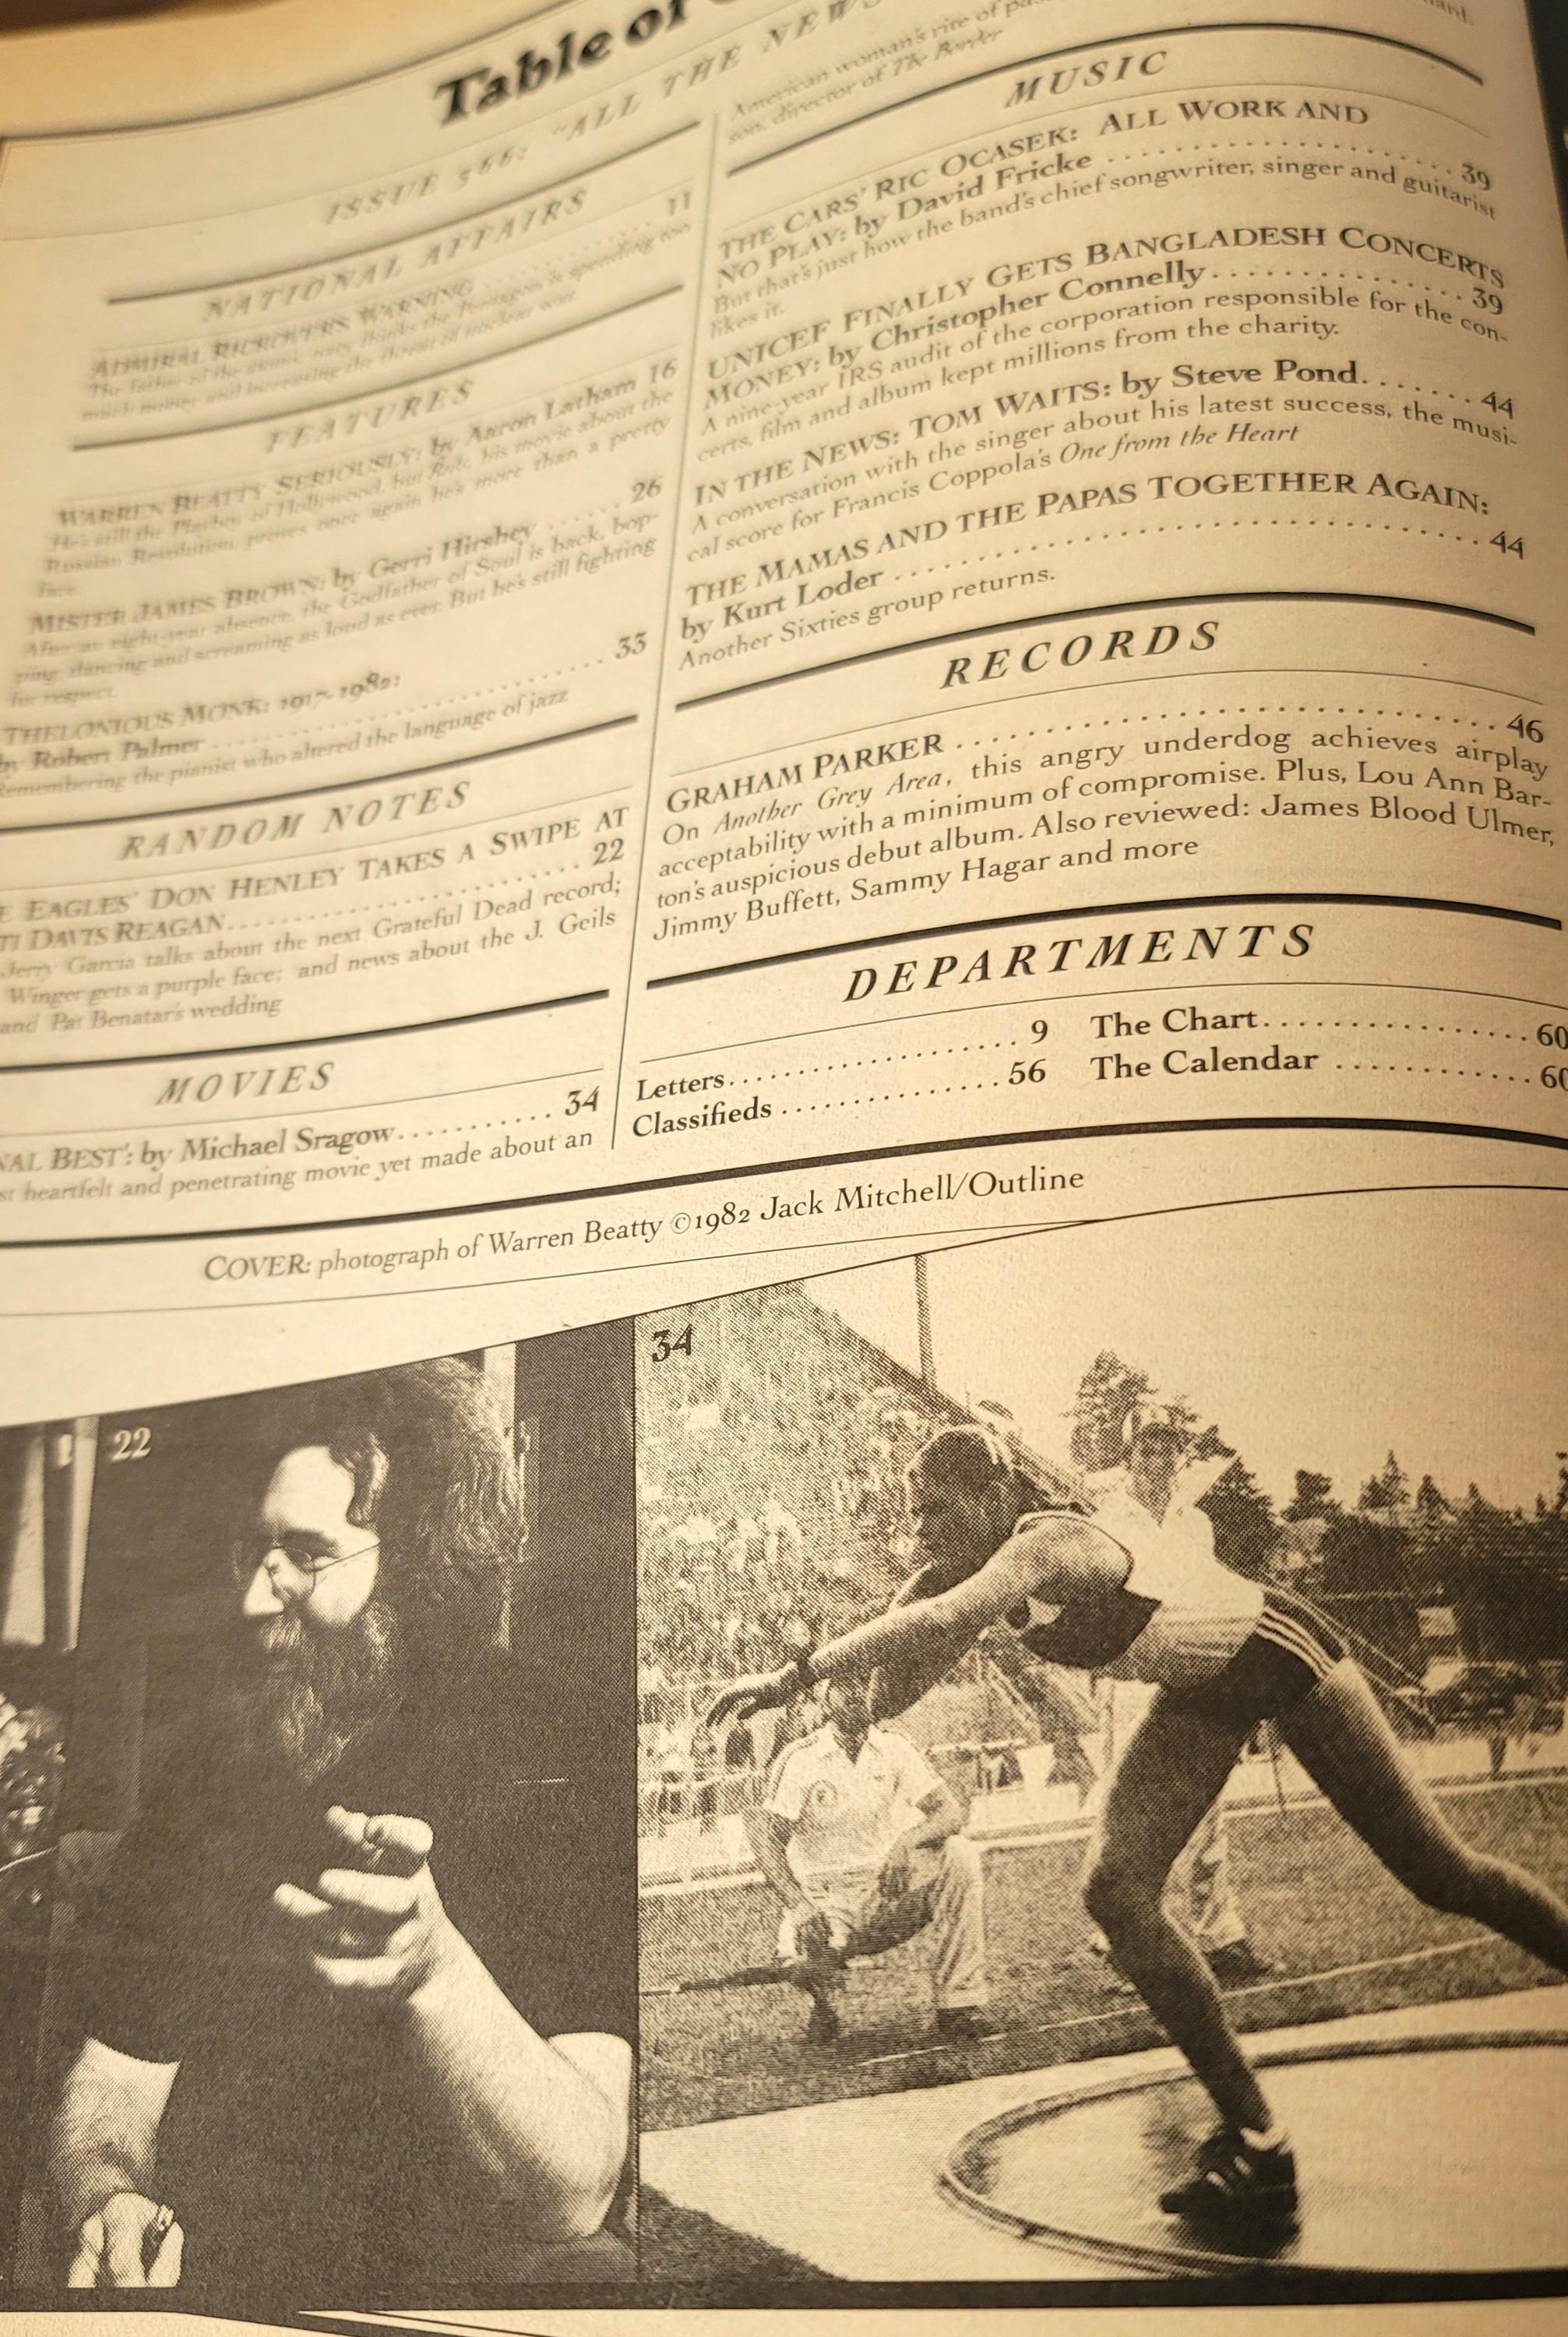 Table of
ISSUE 366: "ALL THE NEWS
NATIONAL AFFAIRS
ADMIRAL RICKOVER'S WARNING .......... 11
The father of the atomic navy thinks the Pentagon is spending too
much money and increasing the threat of nuclear war.
FEATURES
WARREN BEATTY, SERIOUSLY: by Aaron Latham 16
He's still the Playboy of Hollywood, but Reds, his movie about the
Russian Revolution, proves once again he's more than a pretty
face.
MISTER JAMES BROWN: by Gerri Hirshey ...... 26
After an eight-year absence, the Godfather of Soul is back, bop-
ping, dancing and screaming as loud as ever. But he's still fighting
for respect.
THELONIOUS MONK: 1917-1982:
by Robert Palmer .......... 33
Remembering the pianist who altered the language of jazz
RANDOM NOTES
EAGLES' DON HENLEY TAKES A SWIPE AT
DAVIS REAGAN .......... 22
Jerry Garcia talks about the next Grateful Dead record;
Winger gets a purple face; and news about the J. Geils
and Pat Benatar's wedding
MOVIES
BEST': by Michael Sragow .......... 34
heartfelt and penetrating movie yet made about an
American woman's rite of
son, director of The Border
MUSIC
THE CARS' RIC OCASEK: ALL WORK AND
NO PLAY: by David Fricke .......... 39
But that's just how the band's chief songwriter, singer and guitarist
likes it.
UNICEF FINALLY GETS BANGLADESH CONCERTS
MONEY: by Christopher Connelly .......... 39
A nine-year IRS audit of the corporation responsible for the con-
certs, film and album kept millions from the charity.
IN THE NEWS: TOM WAITS: by Steve Pond ....... 44
A conversation with the singer about his latest success, the musi-
cal score for Francis Coppola's One from the Heart
THE MAMAS AND THE PAPAS TOGETHER AGAIN:
by Kurt Loder .......... 44
Another Sixties group returns.
RECORDS
GRAHAM PARKER .......... 46
On Another Grey Area, this angry underdog achieves airplay
acceptability with a minimum of compromise. Plus, Lou Ann Bar-
ton's auspicious debut album. Also reviewed: James Blood Ulmer,
Jimmy Buffett, Sammy Hagar and more
DEPARTMENTS
Letters .......... 9 The Chart .......... 60
Classifieds .......... 56 The Calendar .......... 60
COVER: photograph of Warren Beatty ©1982 Jack Mitchell/Outline
22
34